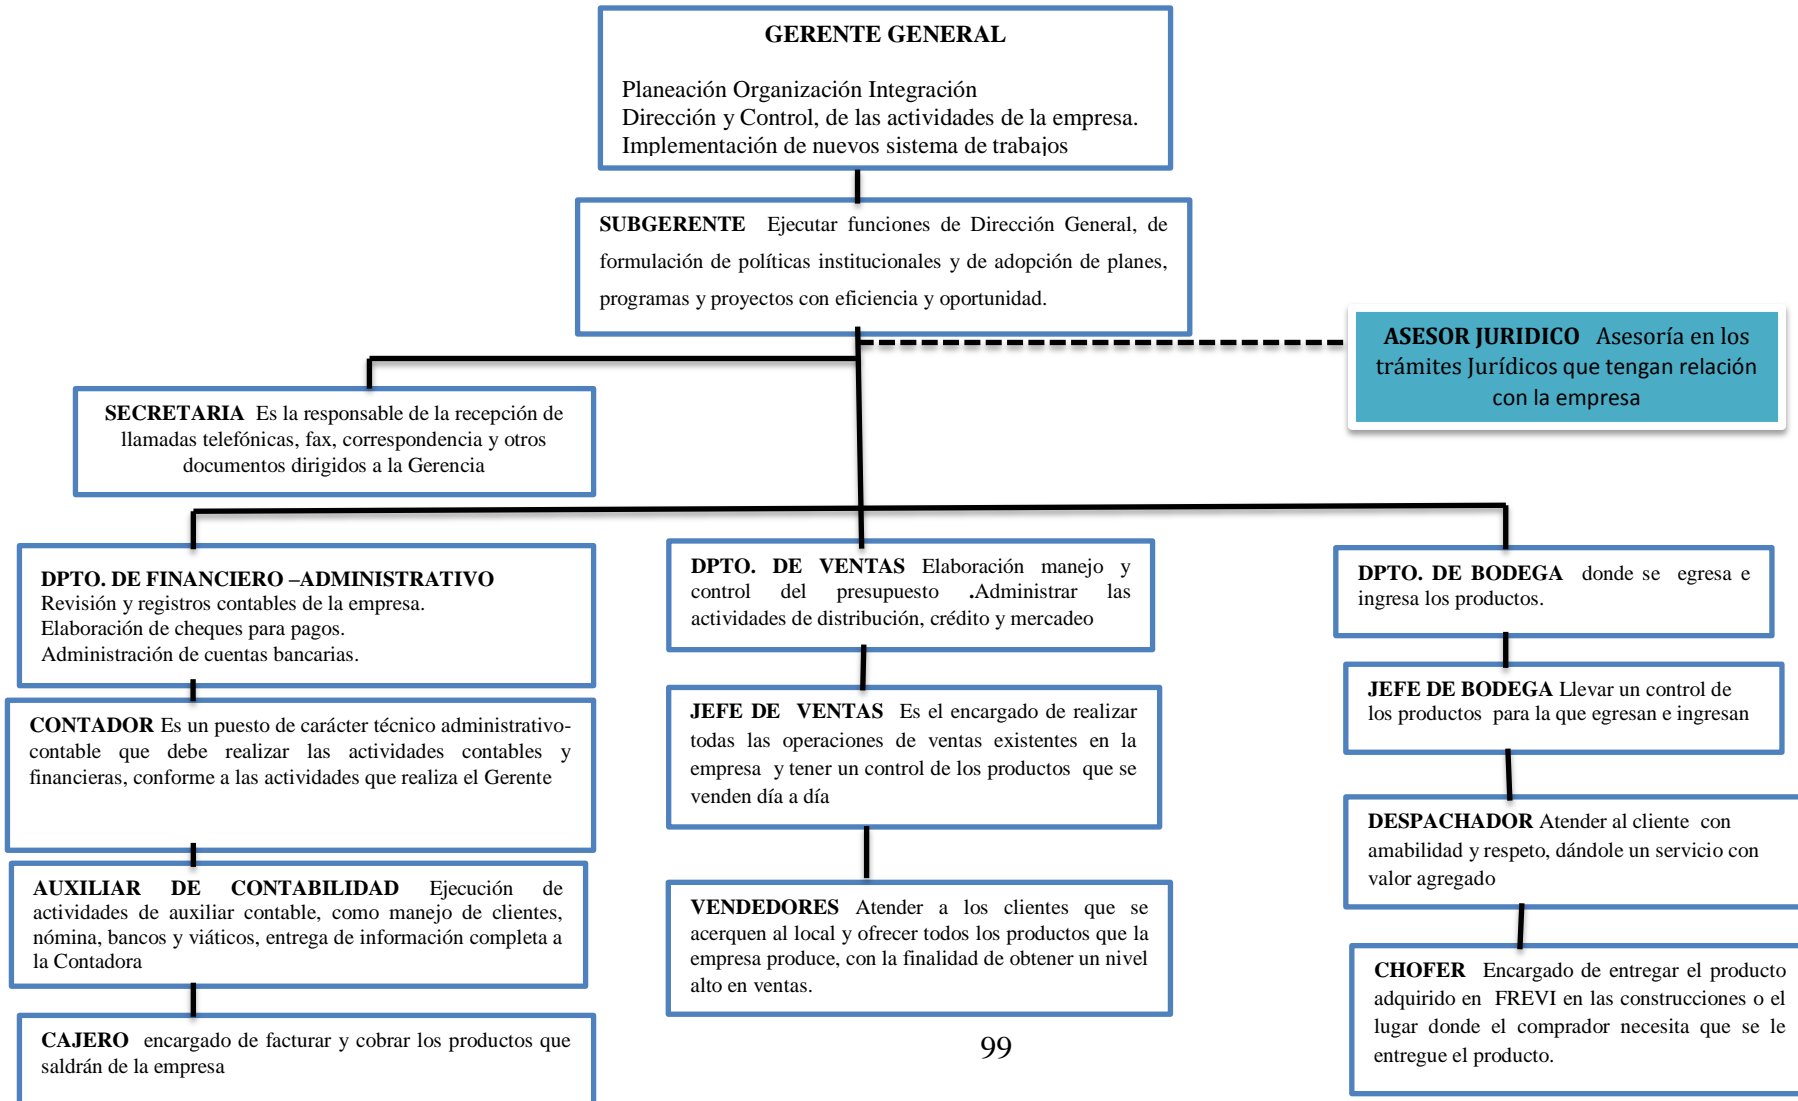 GERENTE GENERAL
Planeación Organización Integración
Dirección y Control, de las actividades de la empresa.
Implementación de nuevos sistema de trabajos
SUBGERENTE Ejecutar funciones de Dirección General, de
formulación de políticas institucionales y de adopción de planes,
programas y proyectos con eficiencia y oportunidad.
ASESOR JURIDICO Asesoría en los
trámites Jurídicos que tengan relación
con la empresa
SECRETARIA Es la responsable de la recepción de
llamadas telefónicas, fax, correspondencia y otros
documentos dirigidos a la Gerencia
DPTO. DE FINANCIERO –ADMINISTRATIVO
Revisión y registros contables de la empresa.
Elaboración de cheques para pagos.
Administración de cuentas bancarias.
CONTADOR Es un puesto de carácter técnico administrativo-
contable que debe realizar las actividades contables y
financieras, conforme a las actividades que realiza el Gerente
AUXILIAR DE CONTABILIDAD Ejecución de
actividades de auxiliar contable, como manejo de clientes,
nómina, bancos y viáticos, entrega de información completa a
la Contadora
CAJERO encargado de facturar y cobrar los productos que
saldrán de la empresa
DPTO. DE VENTAS Elaboración manejo y
control del presupuesto .Administrar las
actividades de distribución, crédito y mercadeo
JEFE DE VENTAS Es el encargado de realizar
todas las operaciones de ventas existentes en la
empresa y tener un control de los productos que se
venden día a día
VENDEDORES Atender a los clientes que se
acerquen al local y ofrecer todos los productos que la
empresa produce, con la finalidad de obtener un nivel
alto en ventas.
DPTO. DE BODEGA donde se egresa e
ingresa los productos.
JEFE DE BODEGA Llevar un control de
los productos para la que egresan e ingresan
DESPACHADOR Atender al cliente con
amabilidad y respeto, dándole un servicio con
valor agregado
CHOFER Encargado de entregar el producto
adquirido en FREVI en las construcciones o el
lugar donde el comprador necesita que se le
entregue el producto.
99